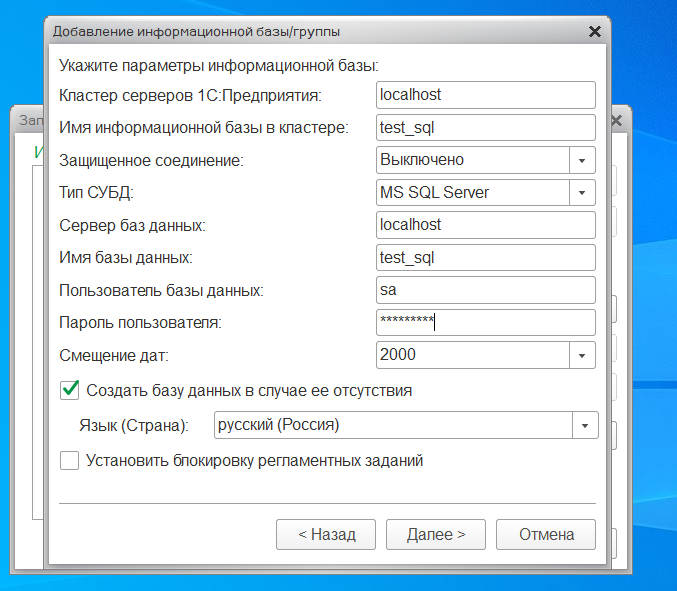 Добавление информационной базы/группы
Укажите параметры информационной базы:
Кластер серверов 1С:Предприятия: localhost
Имя информационной базы в кластере: test_sql
Защищенное соединение: Выключено
Зап
И
Тип СУБД: MS SQL Server
Сервер баз данных: localhost
Имя базы данных: test_sql
Пользователь базы данных: sa
Пароль пользователя: *********
Смещение дат: 2000
Создать базу данных в случае ее отсутствия
Язык (Страна): русский (Россия)
Установить блокировку регламентных заданий
< Назад Далее > Отмена